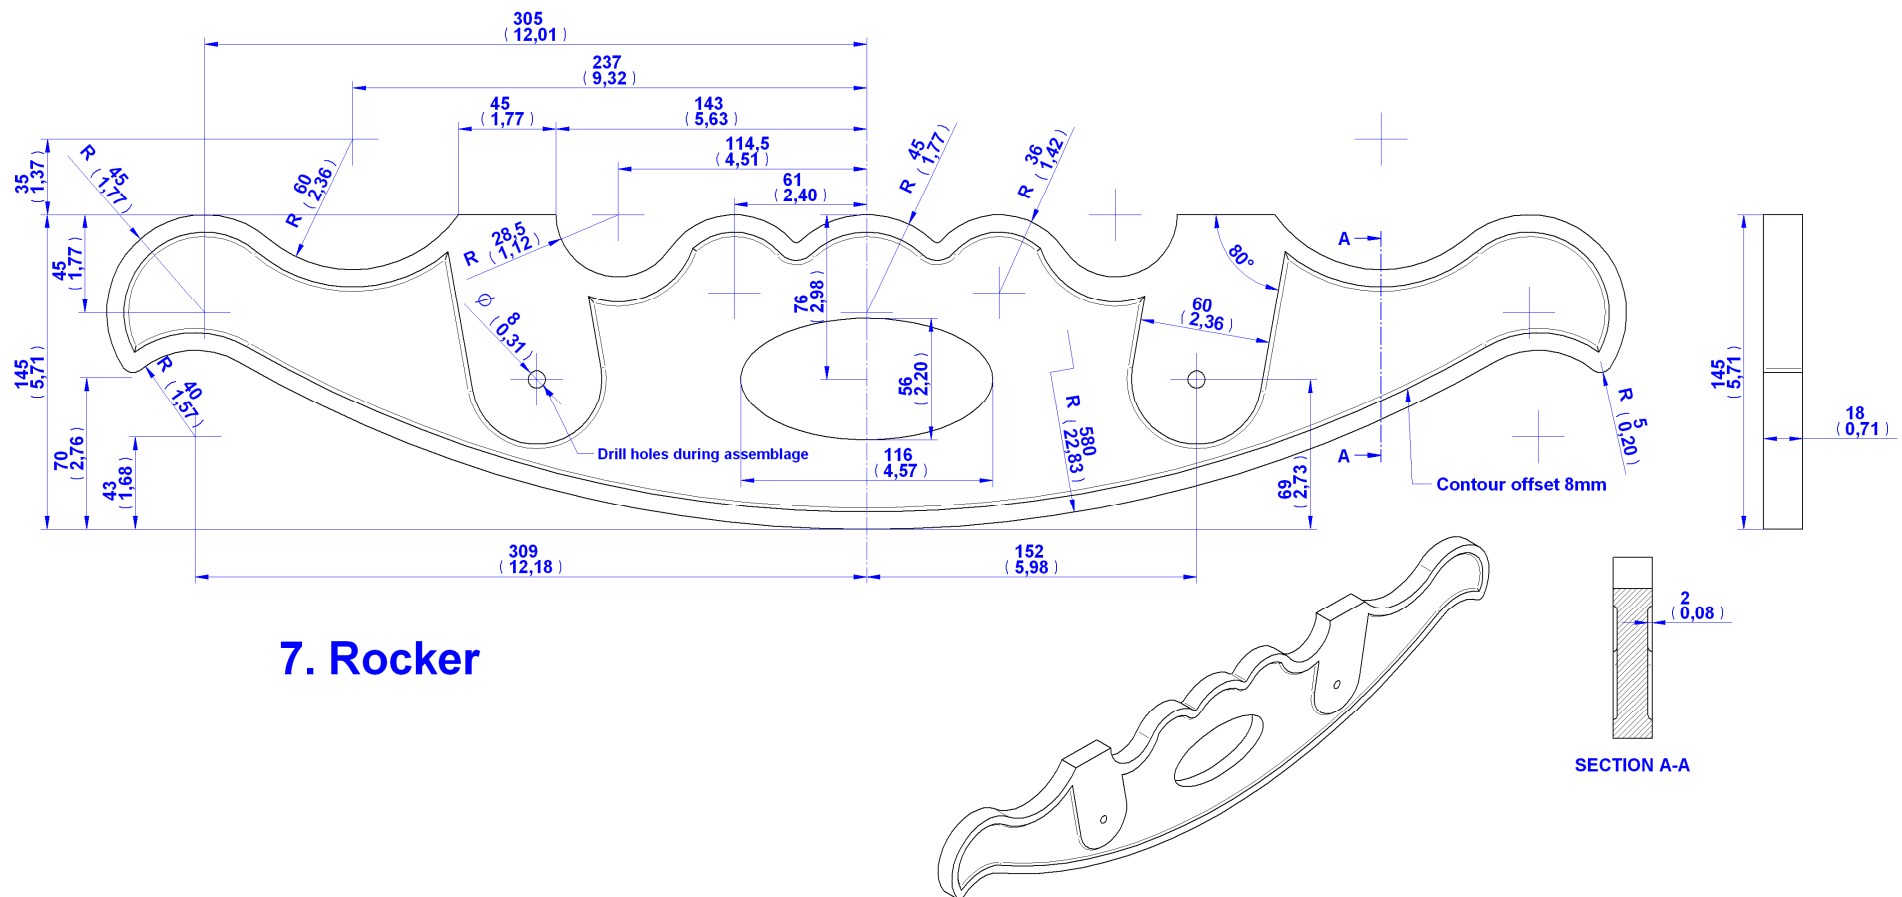 305
( 12,01 )
237
( 9,32 )
45
( 1,77 )
143
( 5,63 )
114,5
( 4,51 )
61
( 2,40 )
R 45
( 1,77 )
R 36
( 1,42 )
35
( 1,37 )
R 45
( 1,77 )
R 60
( 2,36 )
R 28,5
( 1,12 )
45
( 1,77 )
Ø 8
( 0,31 )
76
( 2,98 )
80°
A
60
( 2,36 )
145
( 5,71 )
R 40
( 1,57 )
56
( 2,20 )
R 580
( 22,83 )
R 5
( 0,20 )
145
( 5,71 )
18
( 0,71 )
70
( 2,76 )
43
( 1,68 )
Drill holes during assemblage
116
( 4,57 )
A
69
( 2,73 )
Contour offset 8mm
309
( 12,18 )
152
( 5,98 )
2
( 0,08 )
7. Rocker
SECTION A-A